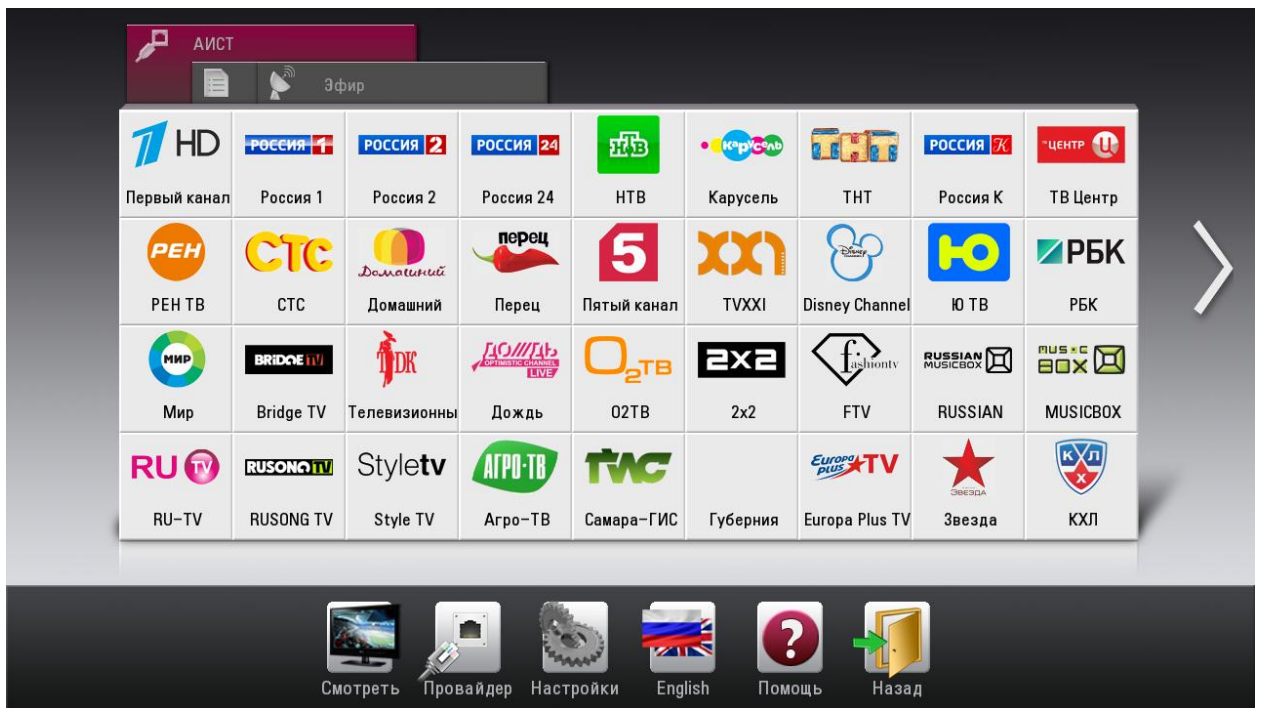 АИСТ
Эфир
HD РОССИЯ 1 РОССИЯ 2 РОССИЯ 24 НТВ Карусель ТНТ РОССИЯ К ЦЕНТР
Первый канал Россия 1 Россия 2 Россия 24 НТВ Карусель ТНТ Россия К ТВ Центр
РЕН СТС Домашний перец 5 XXI Disney Ю РБК
РЕН ТВ СТС Домашний Перец Пятый канал TVXXI Disney Channel Ю ТВ РБК
МИР BRIDGE TV ТДК ДОЖДЬ OPTIMISTIC CHANNEL LIVE O2ТВ 2X2 f. fashiontv RUSSIAN MUSICBOX MUSIC BOX
Мир Bridge TV Телевизионны Дождь О2ТВ 2x2 FTV RUSSIAN MUSICBOX
RU TV RUSONG TV Styletv АГРО-ТВ ГИС Europa plus TV ЗВЕЗДА КХЛ
RU-TV RUSONG TV Style TV Агро-ТВ Самара-ГИС Губерния Europa Plus TV Звезда КХЛ
?
Смотреть Провайдер Настройки English Помощь Назад